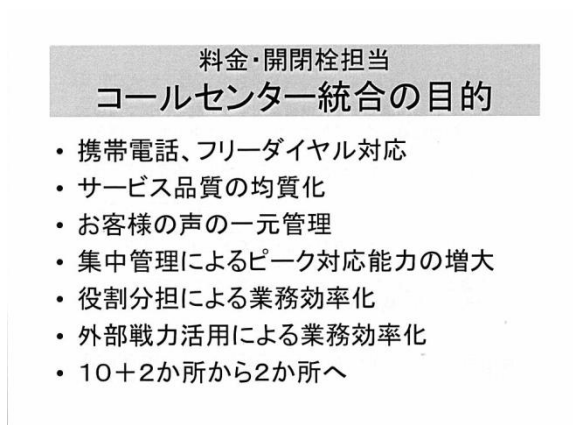 料金・開閉栓担当
コールセンター統合の目的
・携帯電話、フリーダイヤル対応
・サービス品質の均質化
・お客様の声の一元管理
・集中管理によるピーク対応能力の増大
・役割分担による業務効率化
・外部戦力活用による業務効率化
・10＋2か所から2か所へ